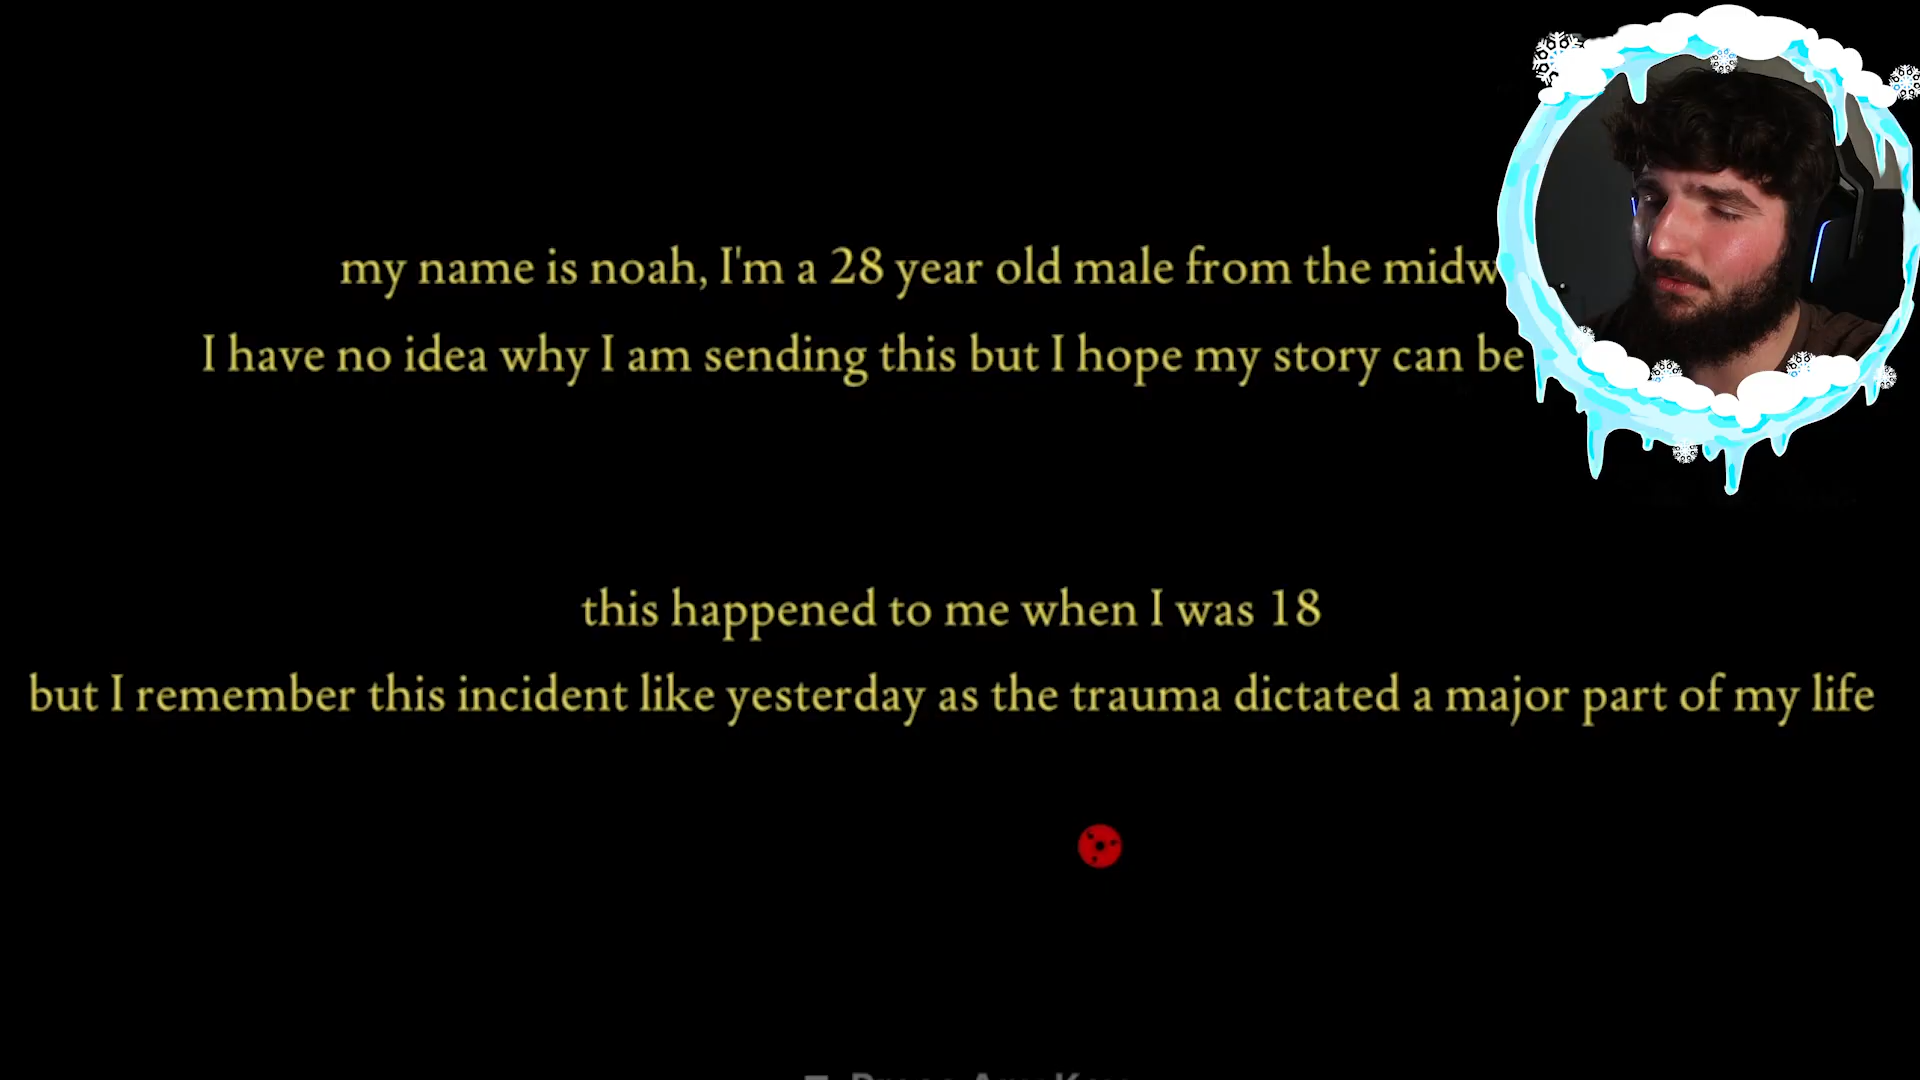 my name is noah, I'm a 28 year old male from the
I have no idea why I am sending this but I hope my story can be
this happened to me when I was 18
but I remember this incident like yesterday as the trauma dictated a major part of my life